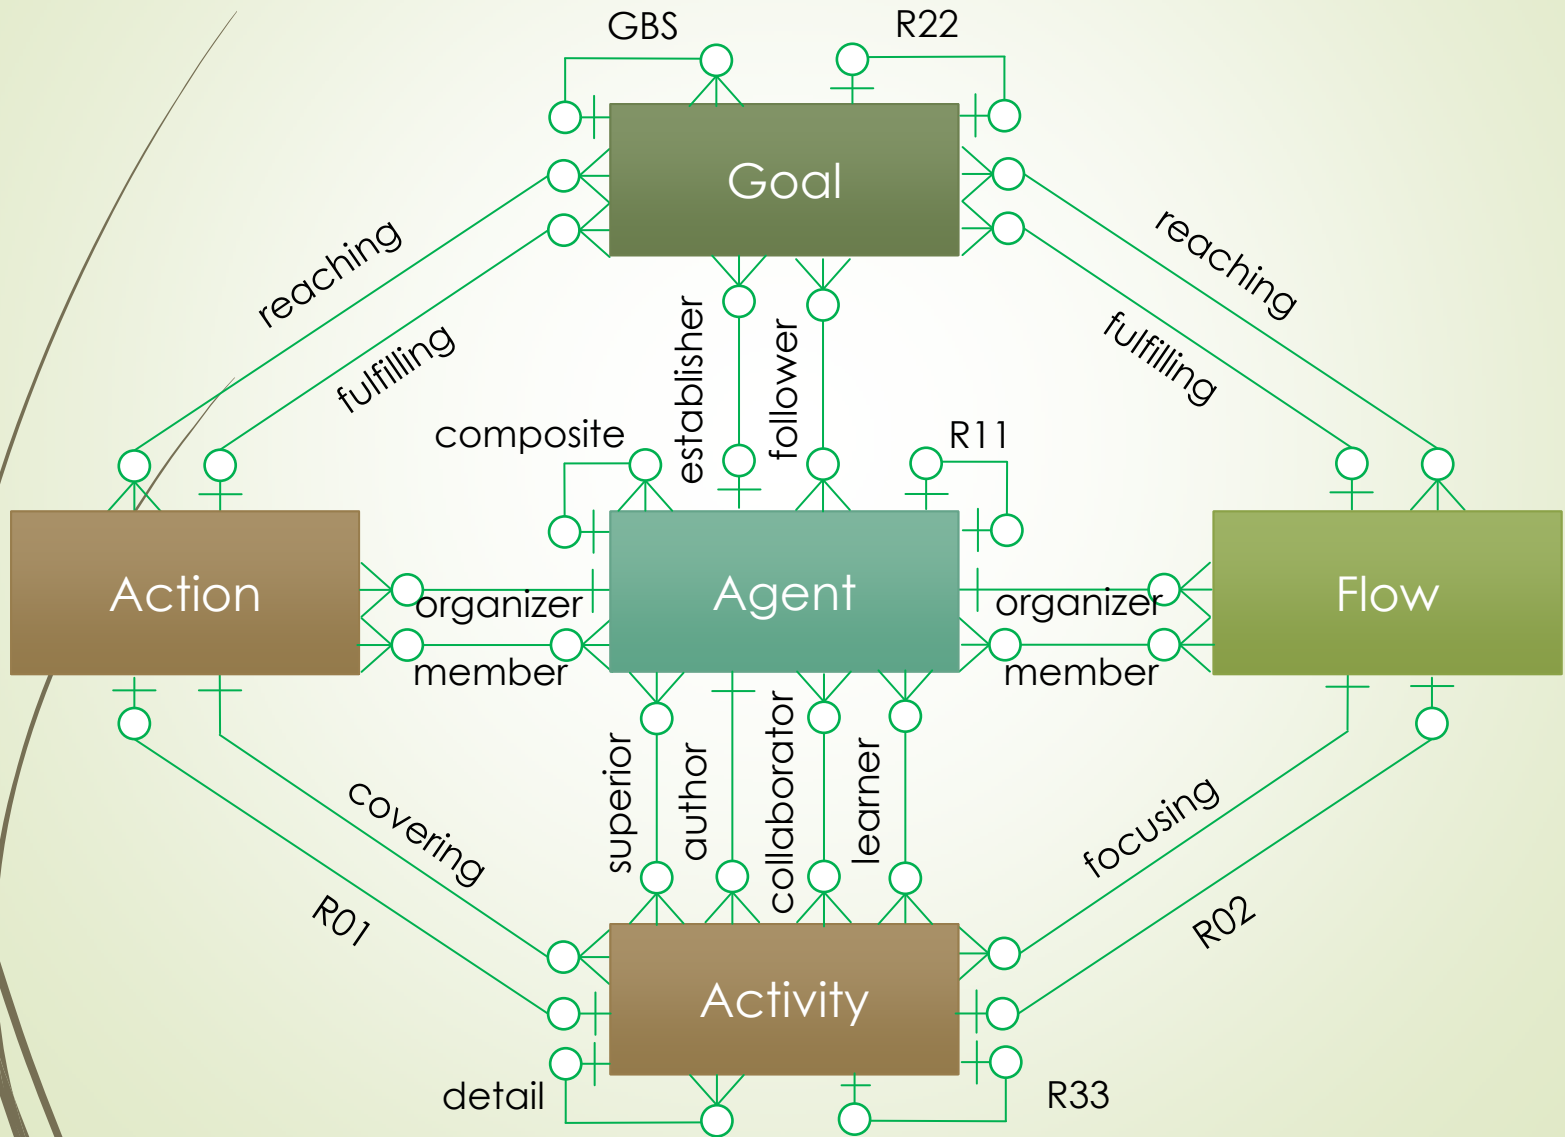 GBS
R22
Goal
reaching
fulfilling
establisher
follower
reaching
fulfilling
composite
R11
Action
Agent
Flow
organizer
member
organizer
member
superior
author
collaborator
learner
covering
R01
focusing
R02
Activity
detail
R33